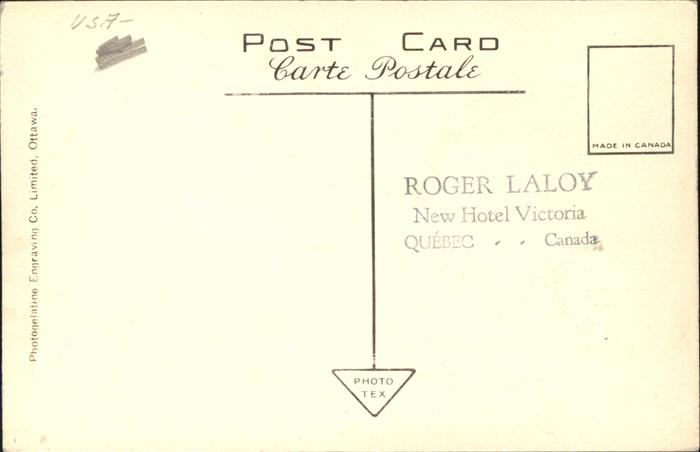 USA-
POST CARD
Carte Postale
MADE IN CANADA
ROGER LALOY
New Hotel Victoria
QUÉBEC - - Canada
Photogelatine Engraving Co. Limited, Ottawa.
PHOTO
TEX